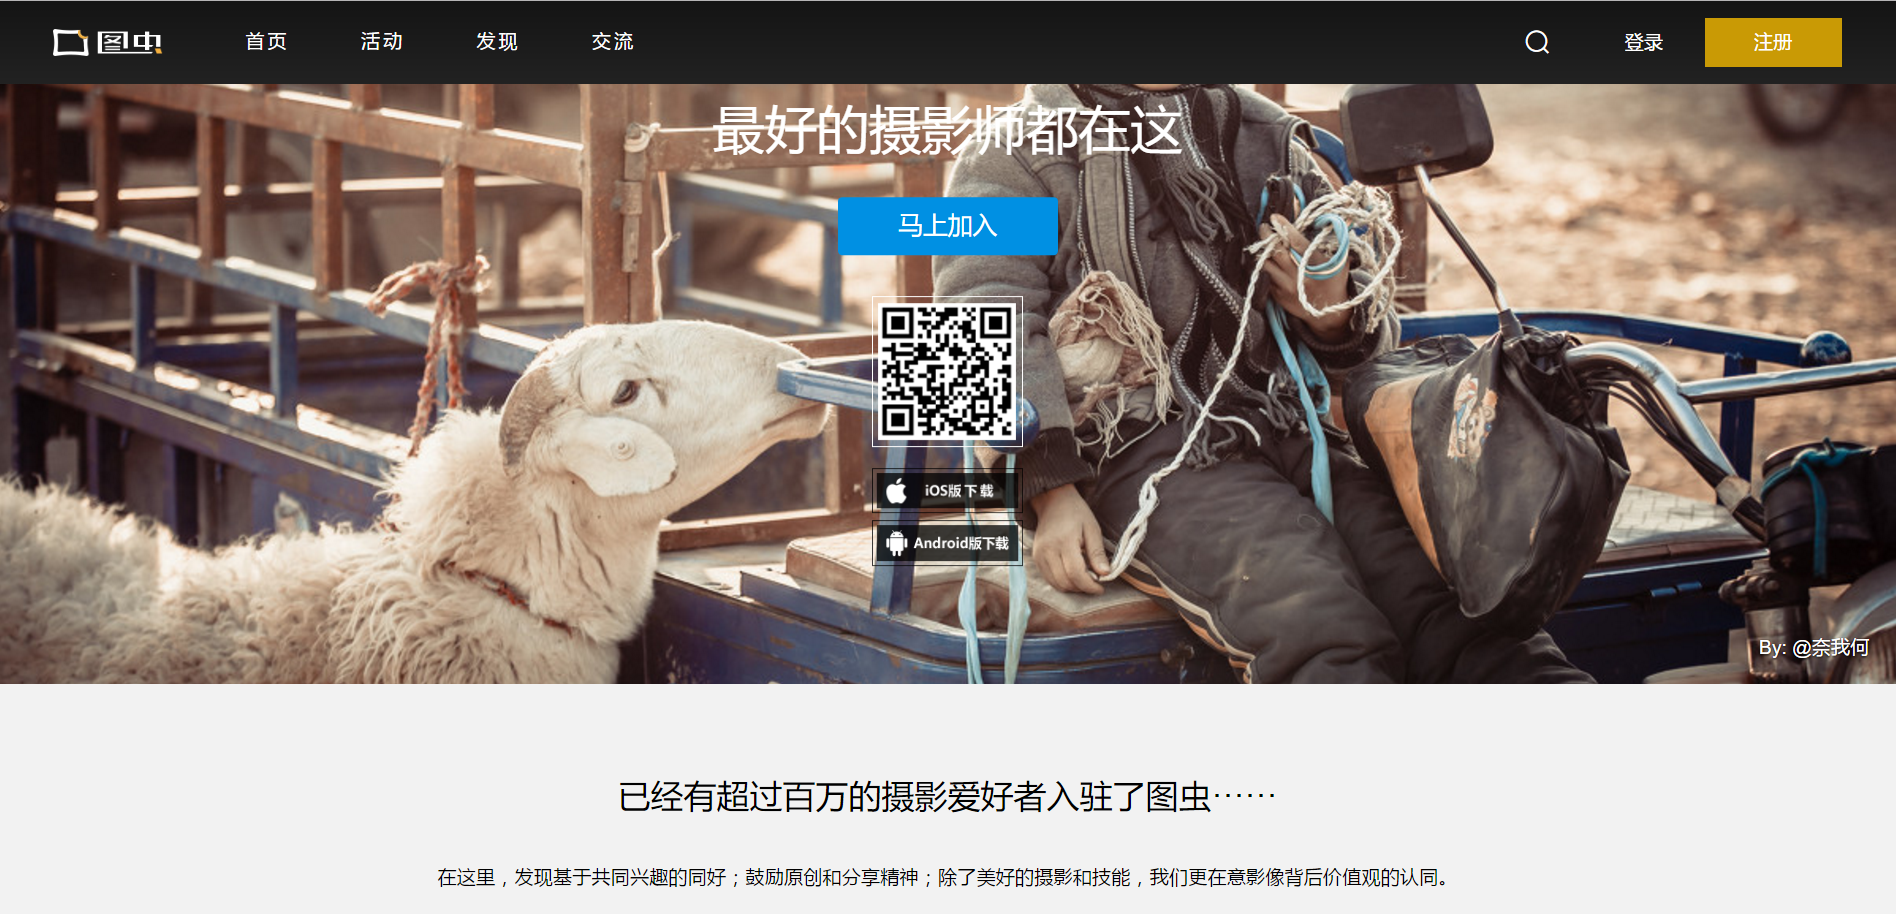 图虫
首页 活动 发现 交流 登录 注册
最好的摄影师都在这
马上加入
iOS版下载
Android版下载
By: @奈我何
已经有超过百万的摄影爱好者入驻了图虫······
在这里，发现基于共同兴趣的同好；鼓励原创和分享精神；除了美好的摄影和技能，我们更在意影像背后价值观的认同。